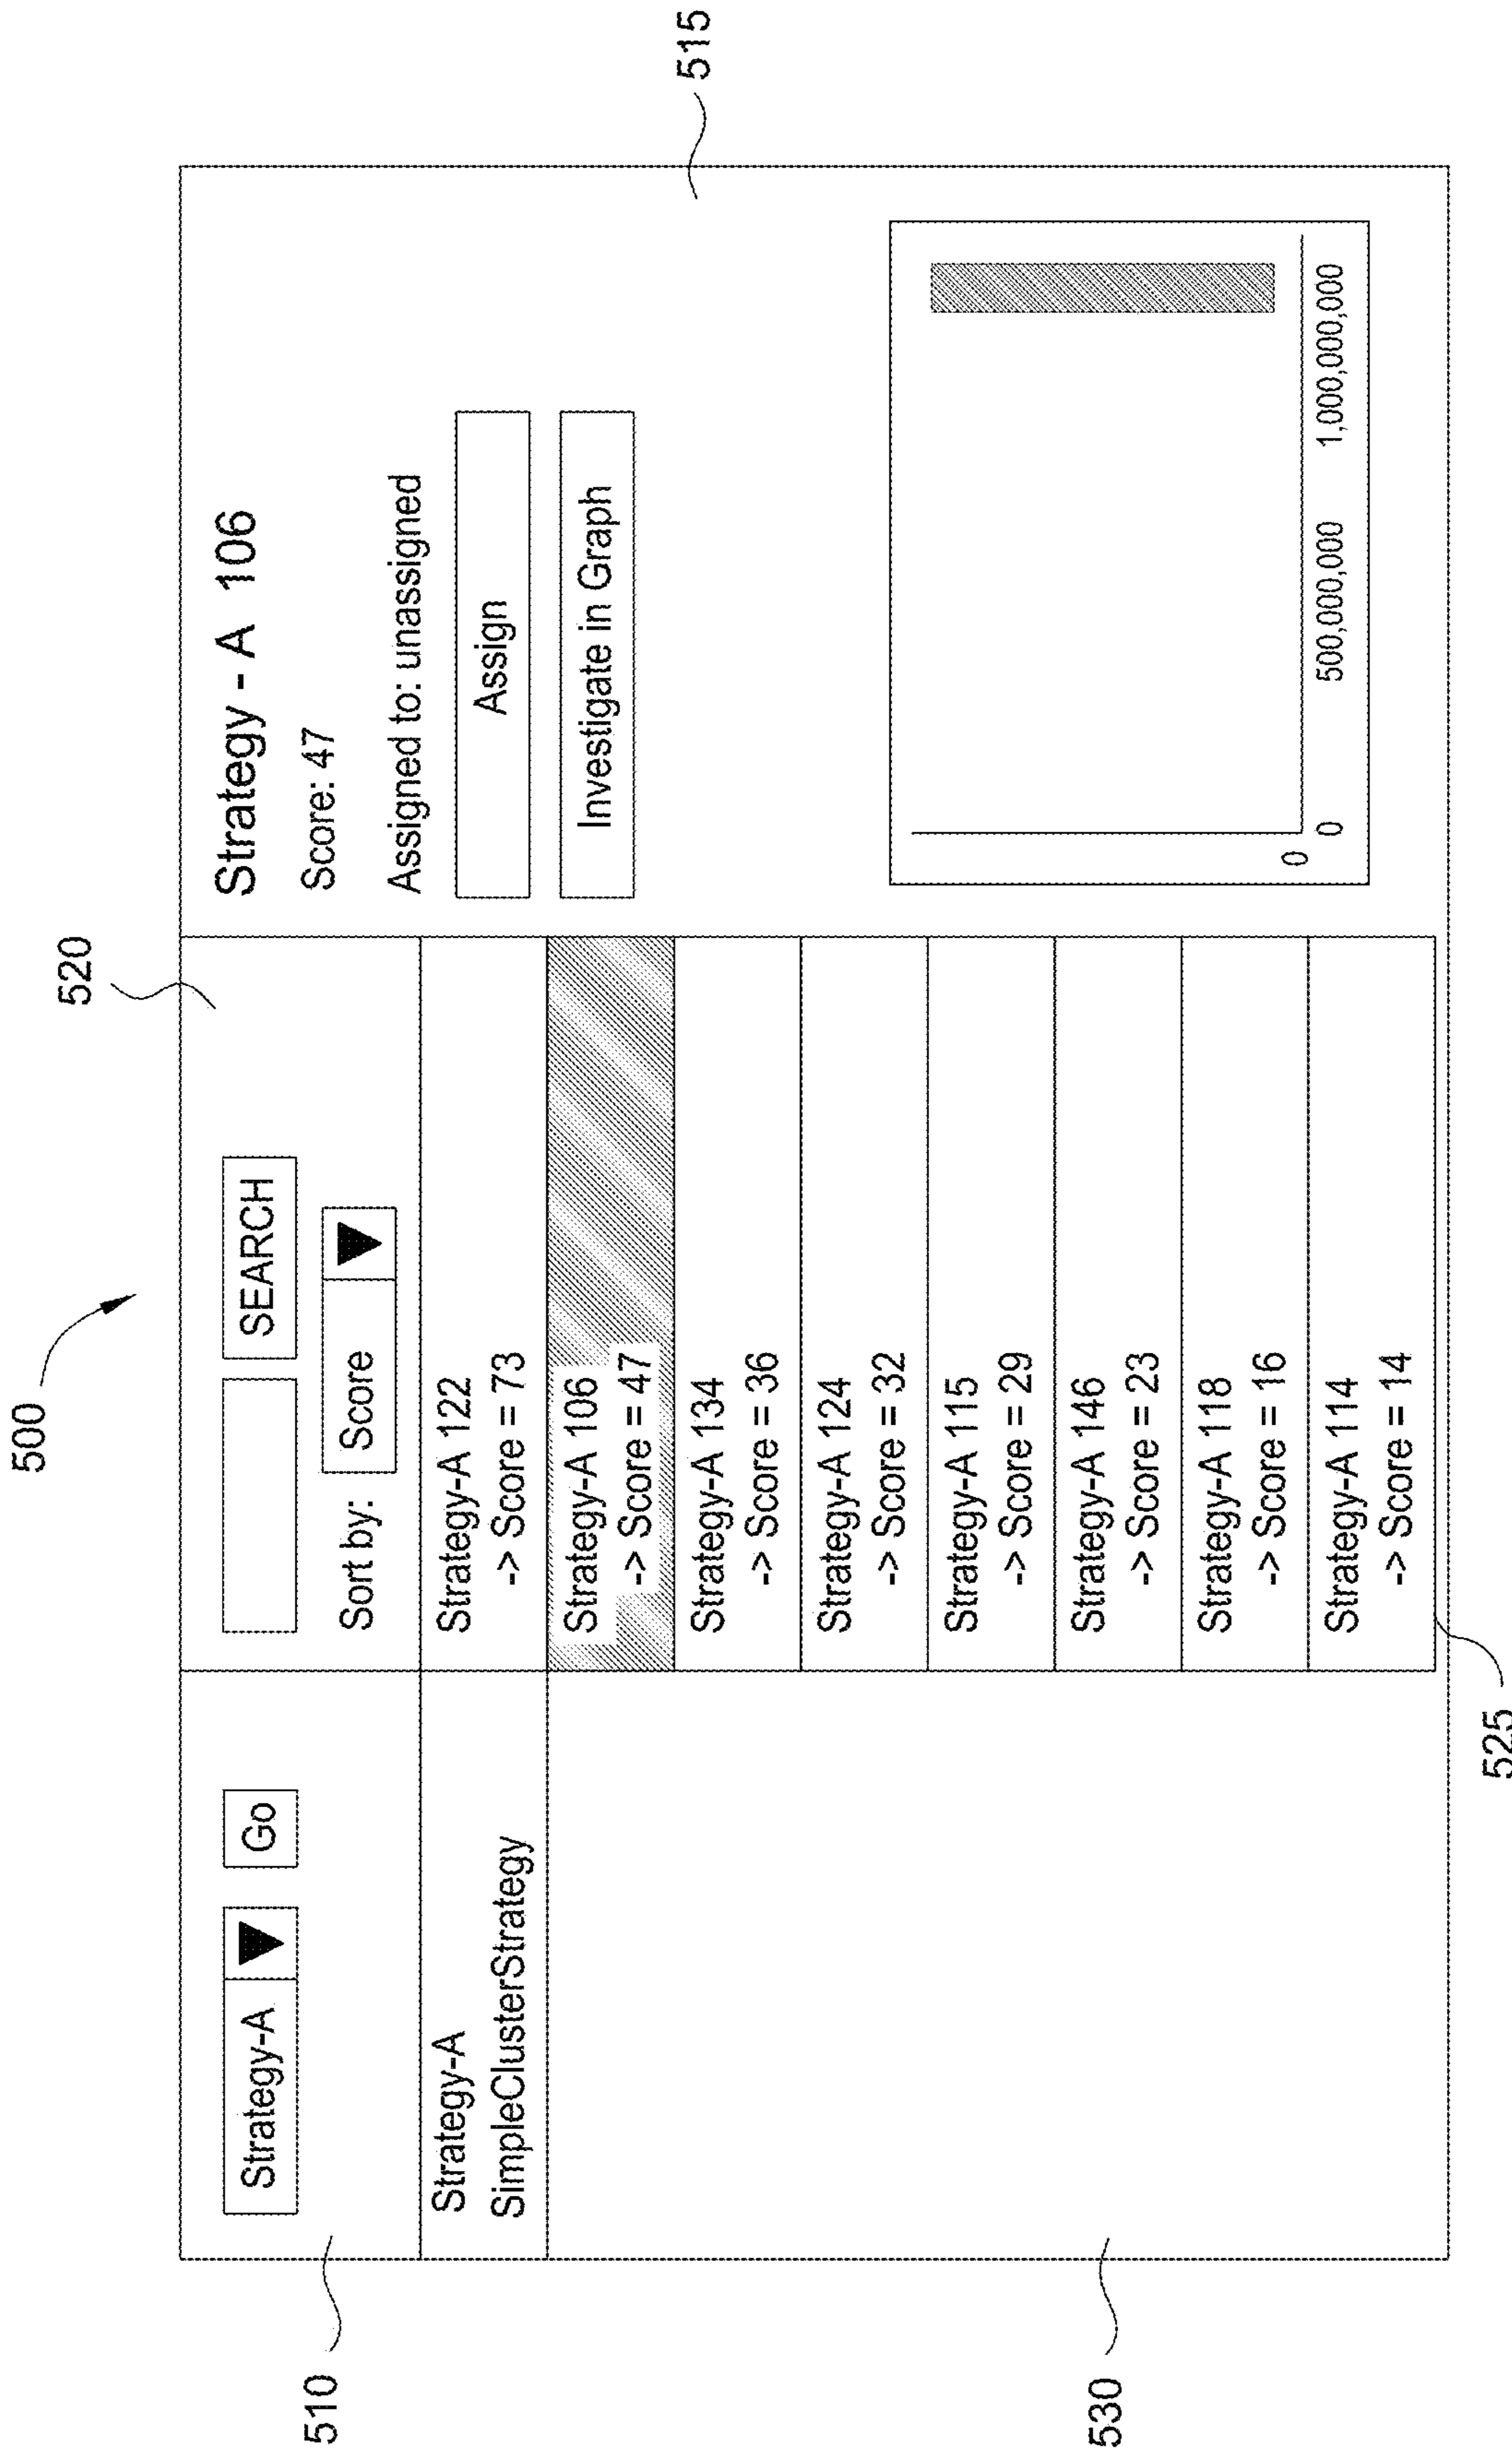 500
520
510
Strategy-A
Go
SEARCH
Sort by:
Score
Strategy-A
SimpleClusterStrategy
530
Strategy-A 122
-> Score = 73
Strategy-A 106
-> Score = 47
Strategy-A 134
-> Score = 36
Strategy-A 124
-> Score = 32
Strategy-A 115
-> Score = 29
Strategy-A 146
-> Score = 23
Strategy-A 118
-> Score = 16
Strategy-A 114
-> Score = 14
525
Strategy - A 106
Score: 47
Assigned to: unassigned
Assign
Investigate in Graph
515
0
0 500,000,000 1,000,000,000